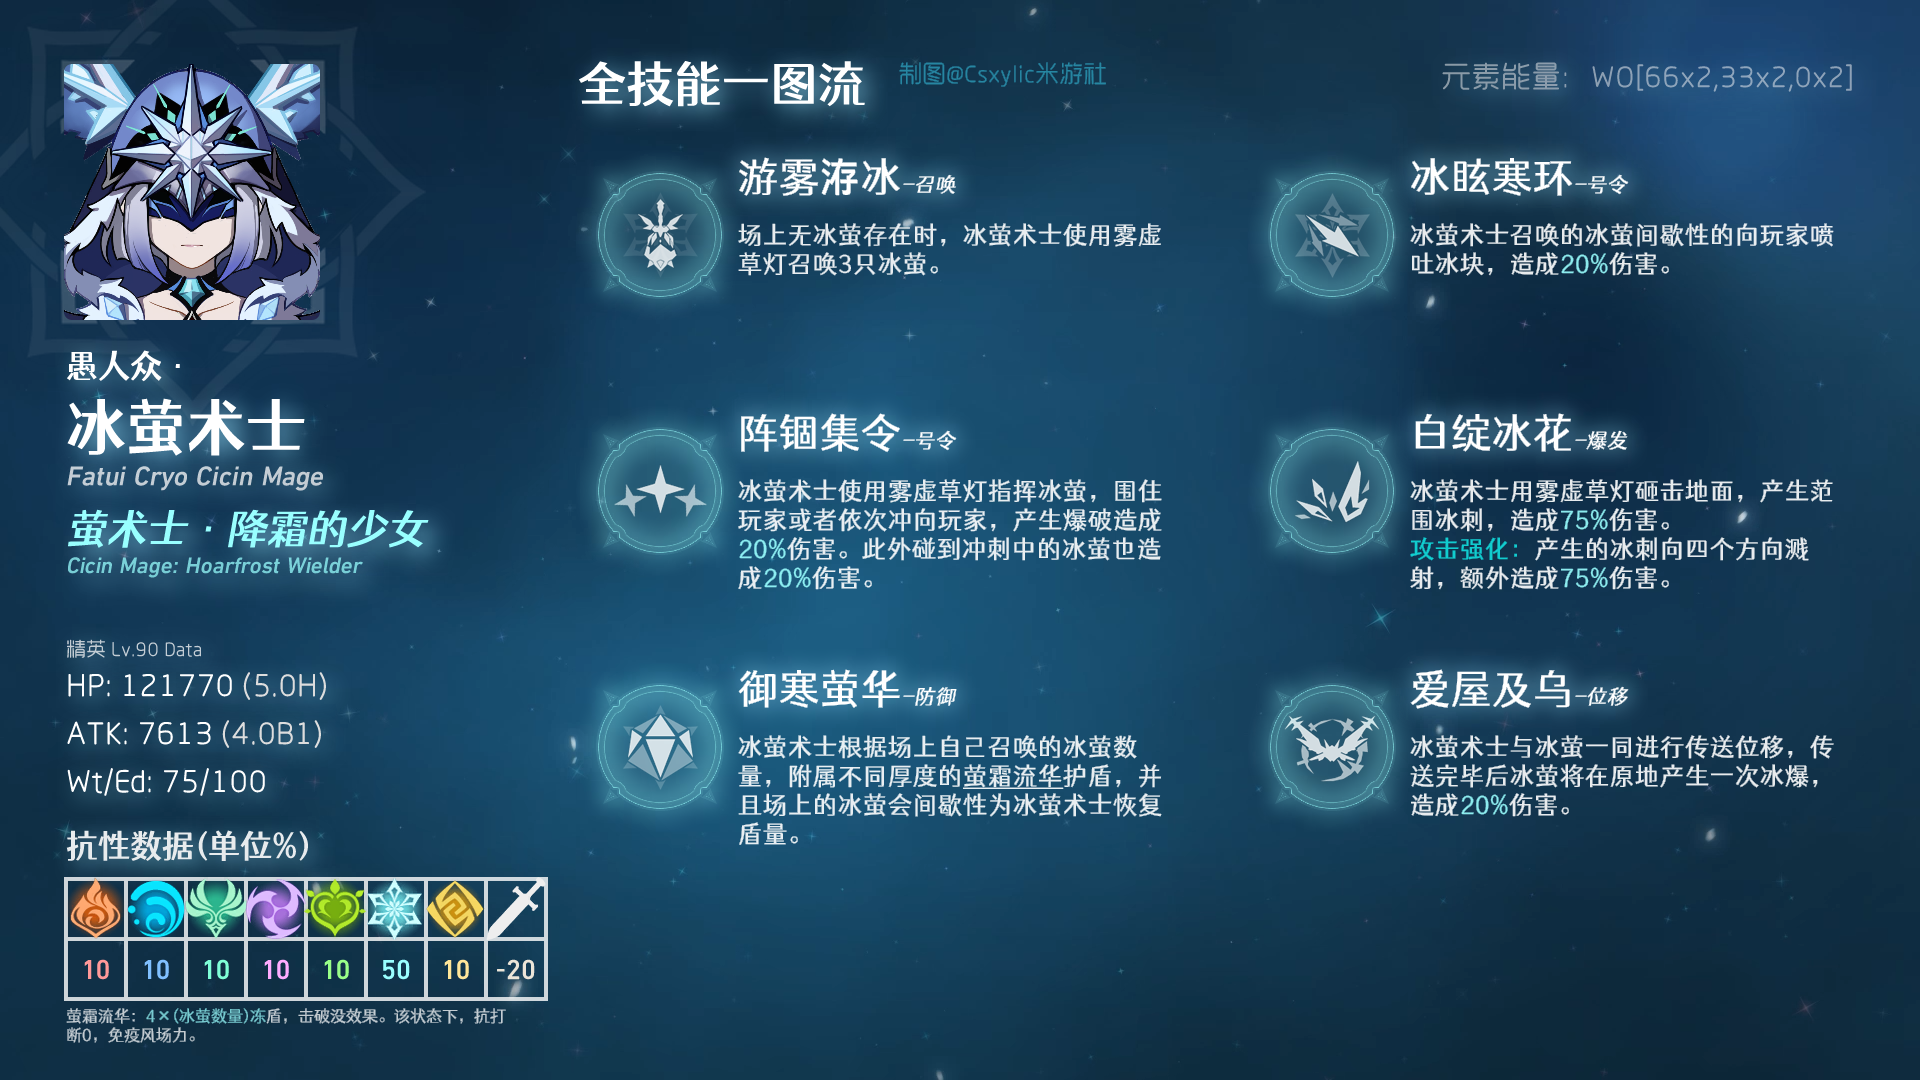 全技能一图流
制图@Csxylic米游社
元素能量： W0[66x2,33x2,0x2]
愚人众 ·
冰萤术士
Fatui Cryo Cicin Mage
萤术士 · 降霜的少女
Cicin Mage: Hoarfrost Wielder
精英 Lv.90 Data
HP: 121770 (5.0H)
ATK: 7613 (4.0B1)
Wt/Ed: 75/100
抗性数据(单位%)
10 10 10 10 10 50 10 -20
萤霜流华：4×(冰萤数量)冻盾，击破没效果。该状态下，抗打
断0，免疫风场力。
游雾洊冰–召唤
场上无冰萤存在时，冰萤术士使用雾虚
草灯召唤3只冰萤。
冰眩寒环–号令
冰萤术士召唤的冰萤间歇性的向玩家喷
吐冰块，造成20%伤害。
阵锢集令–号令
冰萤术士使用雾虚草灯指挥冰萤，围住
玩家或者依次冲向玩家，产生爆破造成
20%伤害。此外碰到冲刺中的冰萤也造
成20%伤害。
白绽冰花–爆发
冰萤术士用雾虚草灯砸击地面，产生范
围冰刺，造成75%伤害。
攻击强化：产生的冰刺向四个方向溅
射，额外造成75%伤害。
御寒萤华–防御
冰萤术士根据场上自己召唤的冰萤数
量，附属不同厚度的萤霜流华护盾，并
且场上的冰萤会间歇性为冰萤术士恢复
盾量。
爱屋及乌–位移
冰萤术士与冰萤一同进行传送位移，传
送完毕后冰萤将在原地产生一次冰爆，
造成20%伤害。